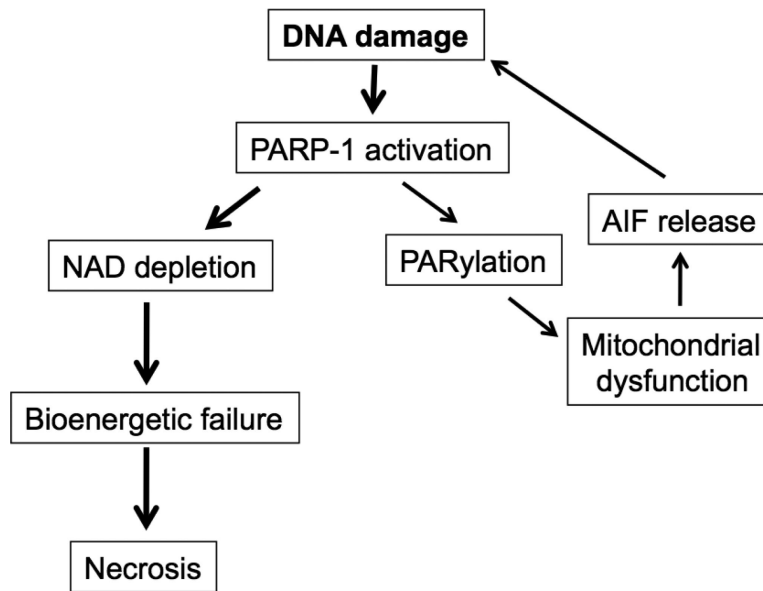 DNA damage
PARP-1 activation
AIF release
NAD depletion
PARylation
Mitochondrial
dysfunction
Bioenergetic failure
Necrosis